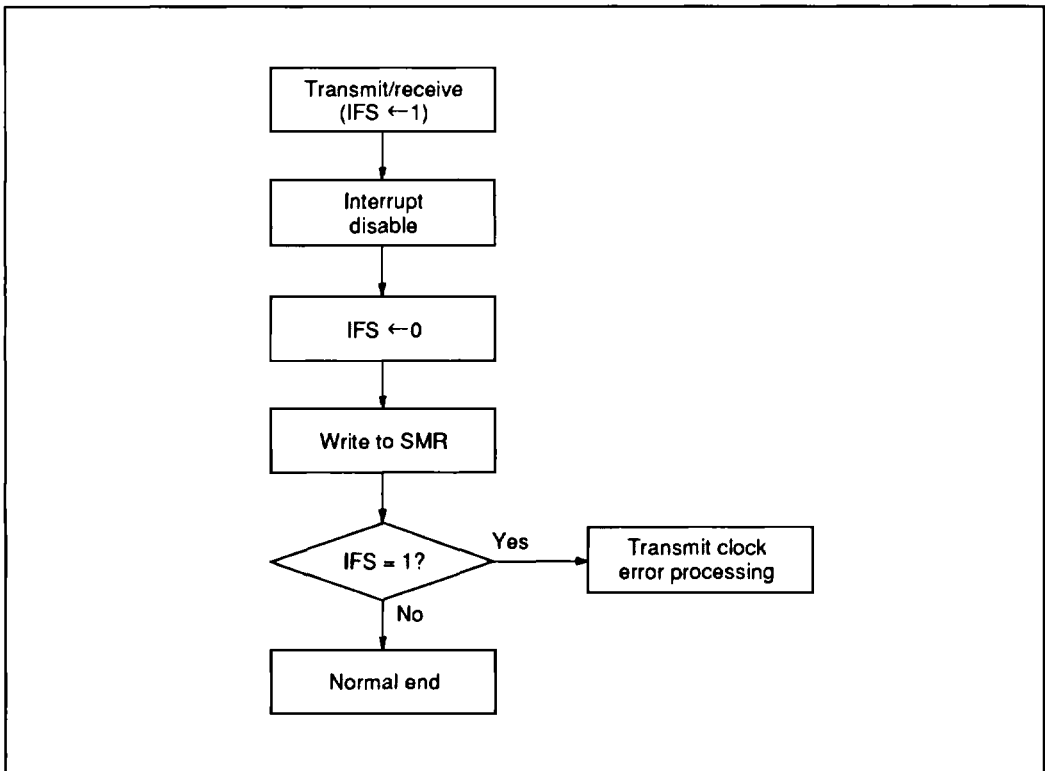 Transmit/receive
(IFS ←1)
Interrupt
disable
IFS ←0
Write to SMR
IFS = 1?
Yes
Transmit clock
error processing
No
Normal end